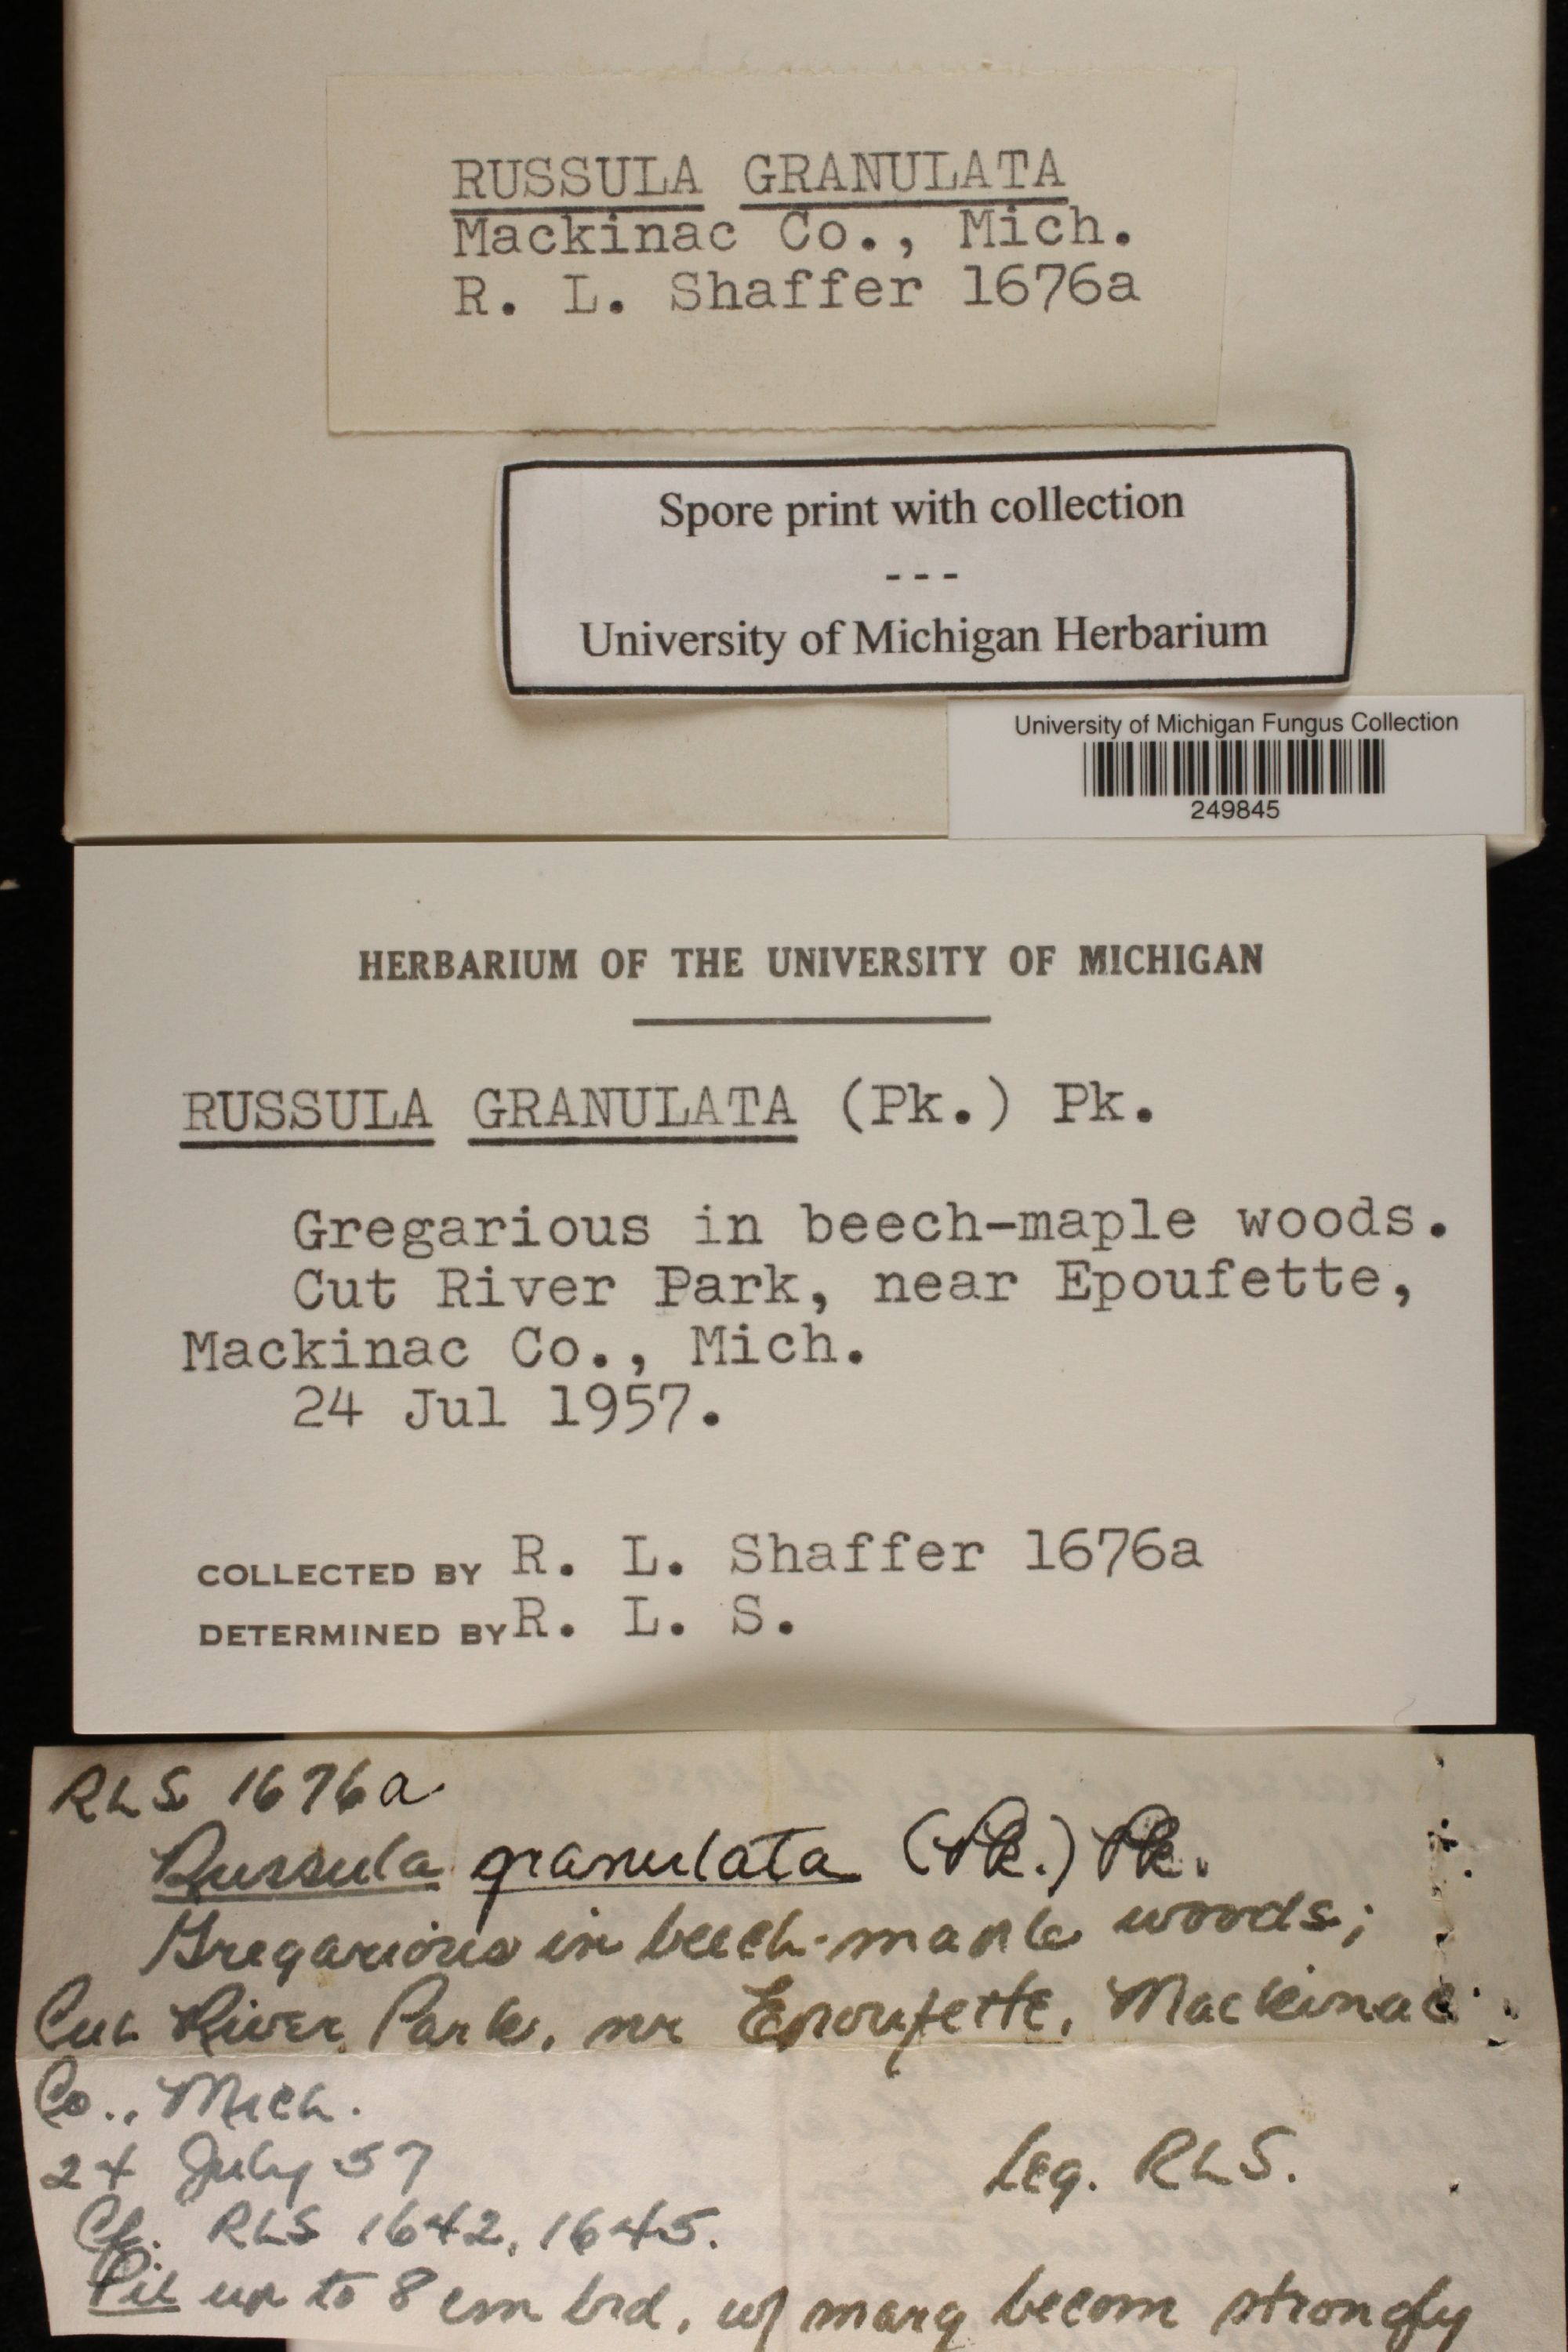 RUSSULA GRANULATA
Mackinac Co., Mich.
R. L. Shaffer 1676a
Spore print with collection
---
University of Michigan Herbarium
University of Michigan Fungus Collection
249845
HERBARIUM OF THE UNIVERSITY OF MICHIGAN
RUSSULA GRANULATA (Pk.) Pk.
Gregarious in beech-maple woods.
Cut River Park, near Epoufette,
Mackinac Co., Mich.
24 Jul 1957.
COLLECTED BY R. L. Shaffer 1676a
DETERMINED BY R. L. S.
RLS 1676a
Russula granulata (Pk.) Pk.
Gregarious in beech-maple woods;
Cut River Park, nr Epoufette, Mackinac
Co., Mich.
24 July 57
leg. RLS.
Cf. RLS 1642, 1645.
Pil up to 8 cm brd, w/ marg becom strongly